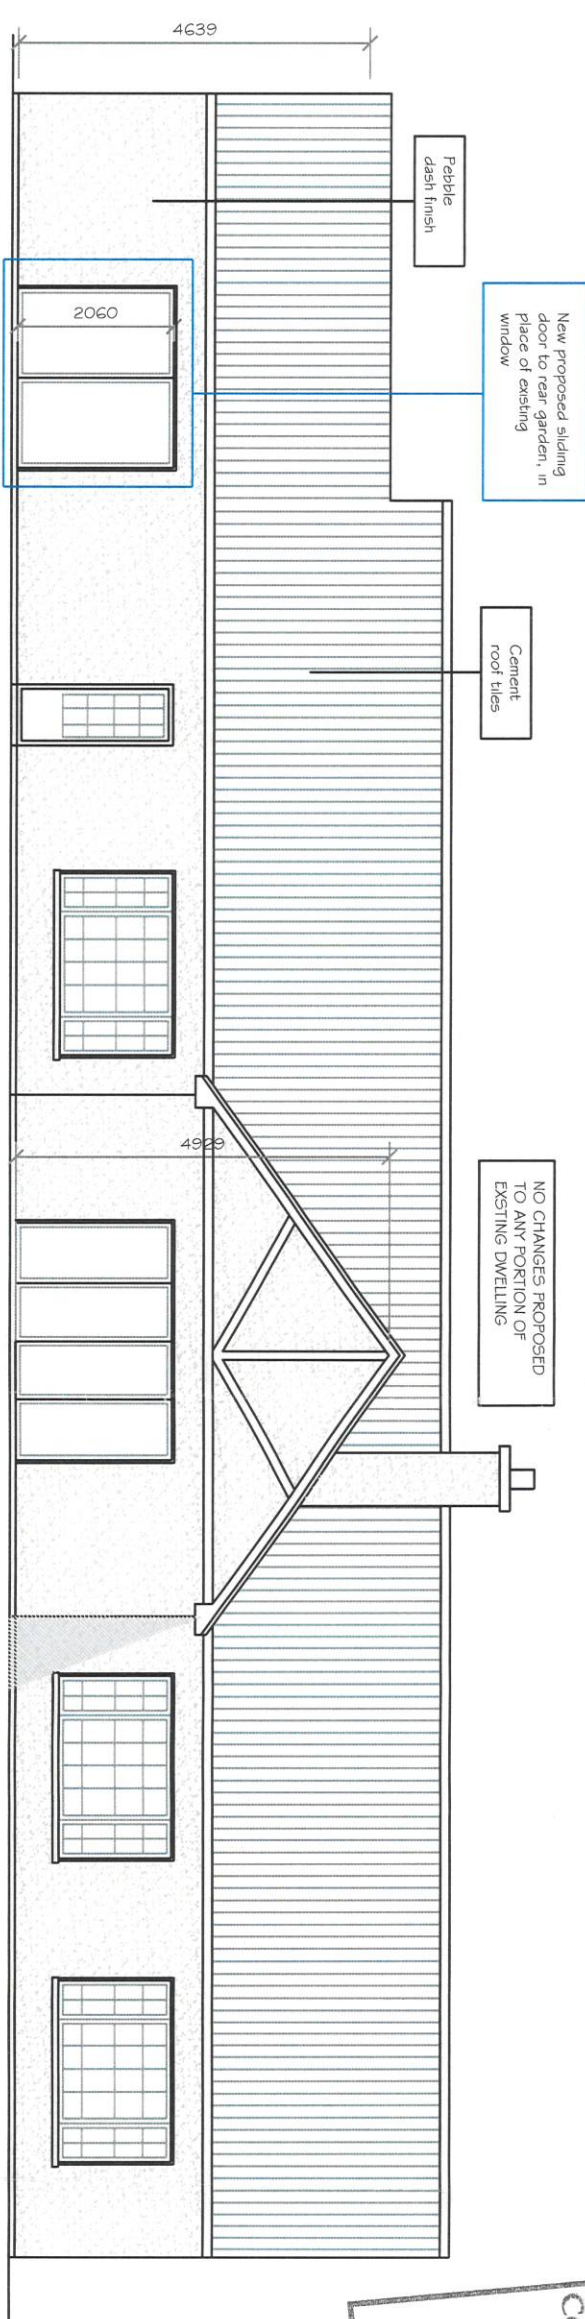 4639
Pebble
dash finish
New proposed slidinig
door to rear garden, in
place of existing
window
2060
Cement
roof tiles
4929
NO CHANGES PROPOSED
TO ANY PORTION OF
EXSTING DWELLING